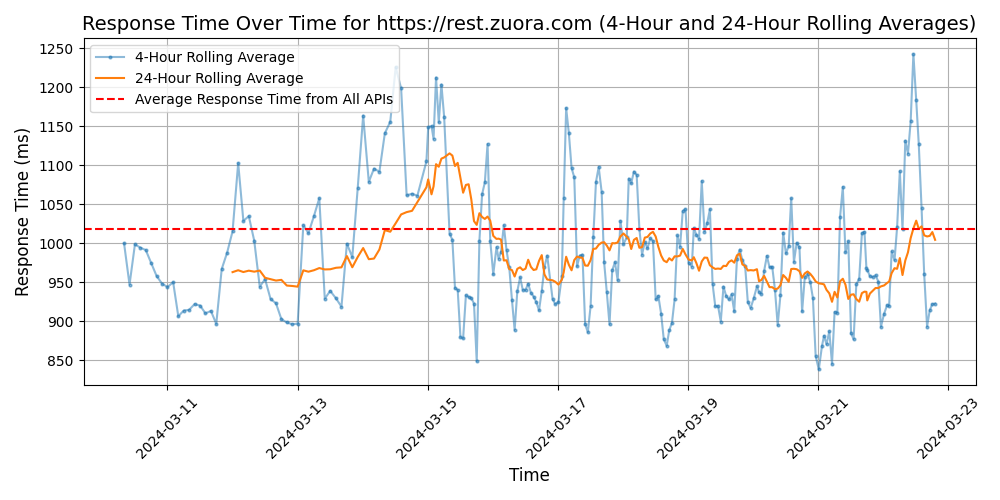 Response Time Over Time for https://rest.zuora.com (4-Hour and 24-Hour Rolling Averages)
4-Hour Rolling Average
24-Hour Rolling Average
Average Response Time from All APIs
Response Time (ms)
1250
1200
1150
1100
1050
1000
950
900
850
2024-03-11
2024-03-13
2024-03-15
2024-03-17
2024-03-19
2024-03-21
2024-03-23
Time